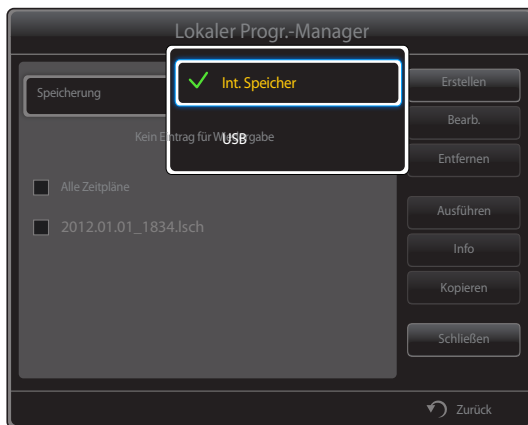 Lokaler Progr.-Manager
Speicherung
Int. Speicher
USB
Kein Eintrag für Wiedergabe
Alle Zeitpläne
2012.01.01_1834.lsch
Erstellen
Bearb.
Entfernen
Ausführen
Info
Kopieren
Schließen
Zurück